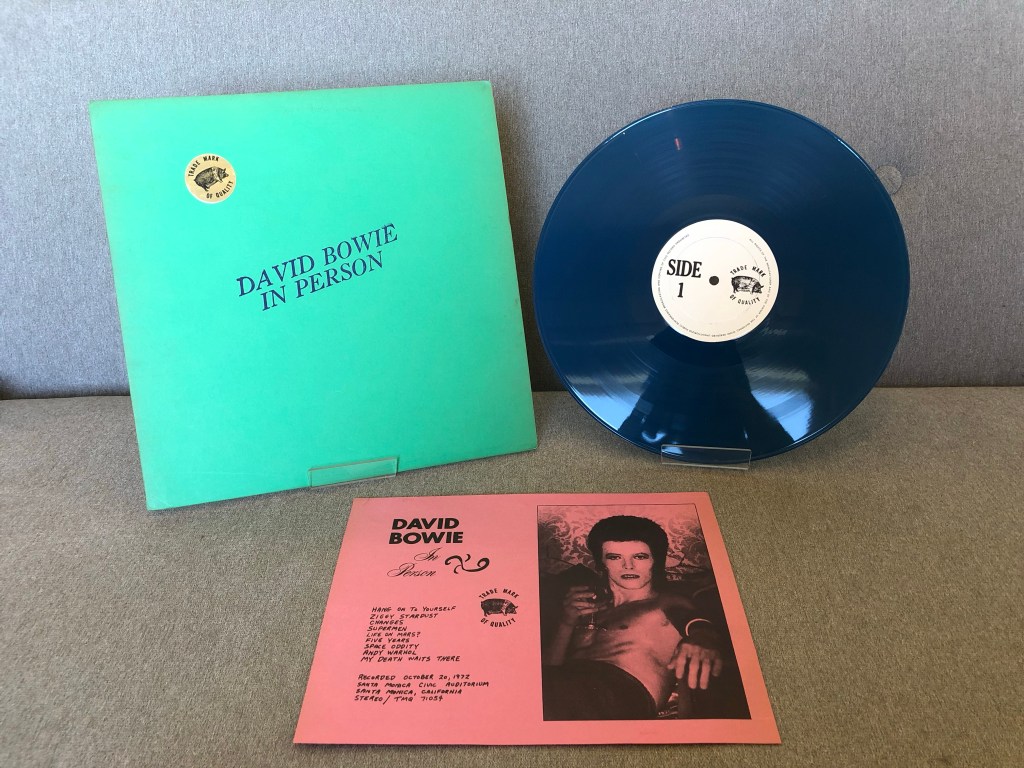 TRADE MARK
OF QUALITY
DAVID BOWIE
IN PERSON
SIDE
1
TRADE MARK
OF QUALITY
DAVID
BOWIE
In
Person
TRADE MARK
OF QUALITY
HANG ON TO YOURSELF
ZIGGY STARDUST
CHANGES
SUPERMEN
LIFE ON MARS?
FIVE YEARS
SPACE ODDITY
ANDY WARHOL
MY DEATH WAITS THERE
RECORDED OCTOBER 20, 1972
SANTA MONICA CIVIC AUDITORIUM
SANTA MONICA, CALIFORNIA
STEREO / TMQ 71059